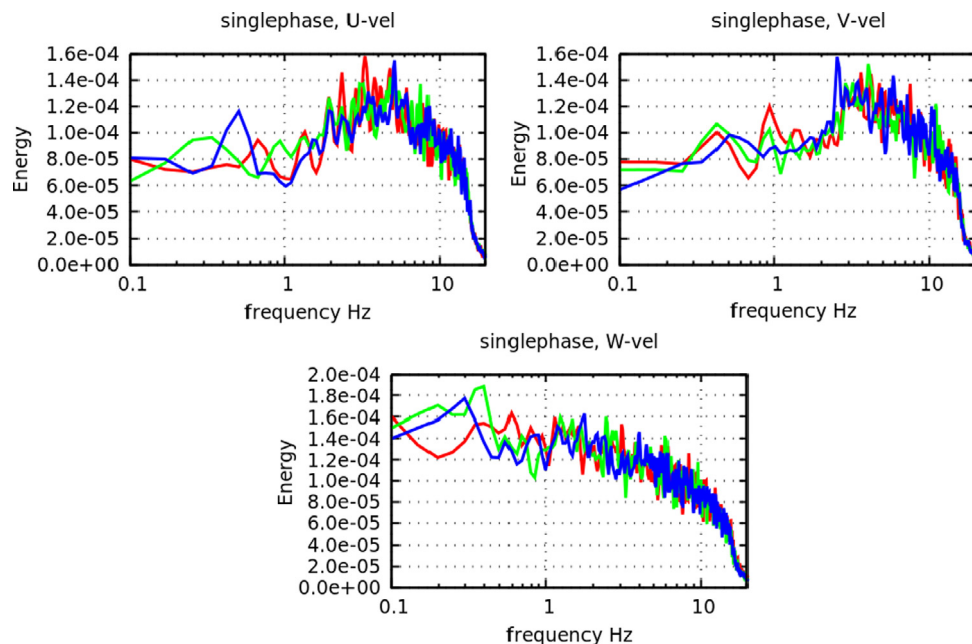 singlephase, U-vel
1.6e-04
1.4e-04
1.2e-04
1.0e-04
8.0e-05
6.0e-05
4.0e-05
2.0e-05
0.0e+00
Energy
0.1 1 10
frequency Hz
singlephase, V-vel
1.6e-04
1.4e-04
1.2e-04
1.0e-04
8.0e-05
6.0e-05
4.0e-05
2.0e-05
0.0e+00
Energy
0.1 1 10
frequency Hz
singlephase, W-vel
2.0e-04
1.8e-04
1.6e-04
1.4e-04
1.2e-04
1.0e-04
8.0e-05
6.0e-05
4.0e-05
2.0e-05
0.0e+00
Energy
0.1 1 10
frequency Hz